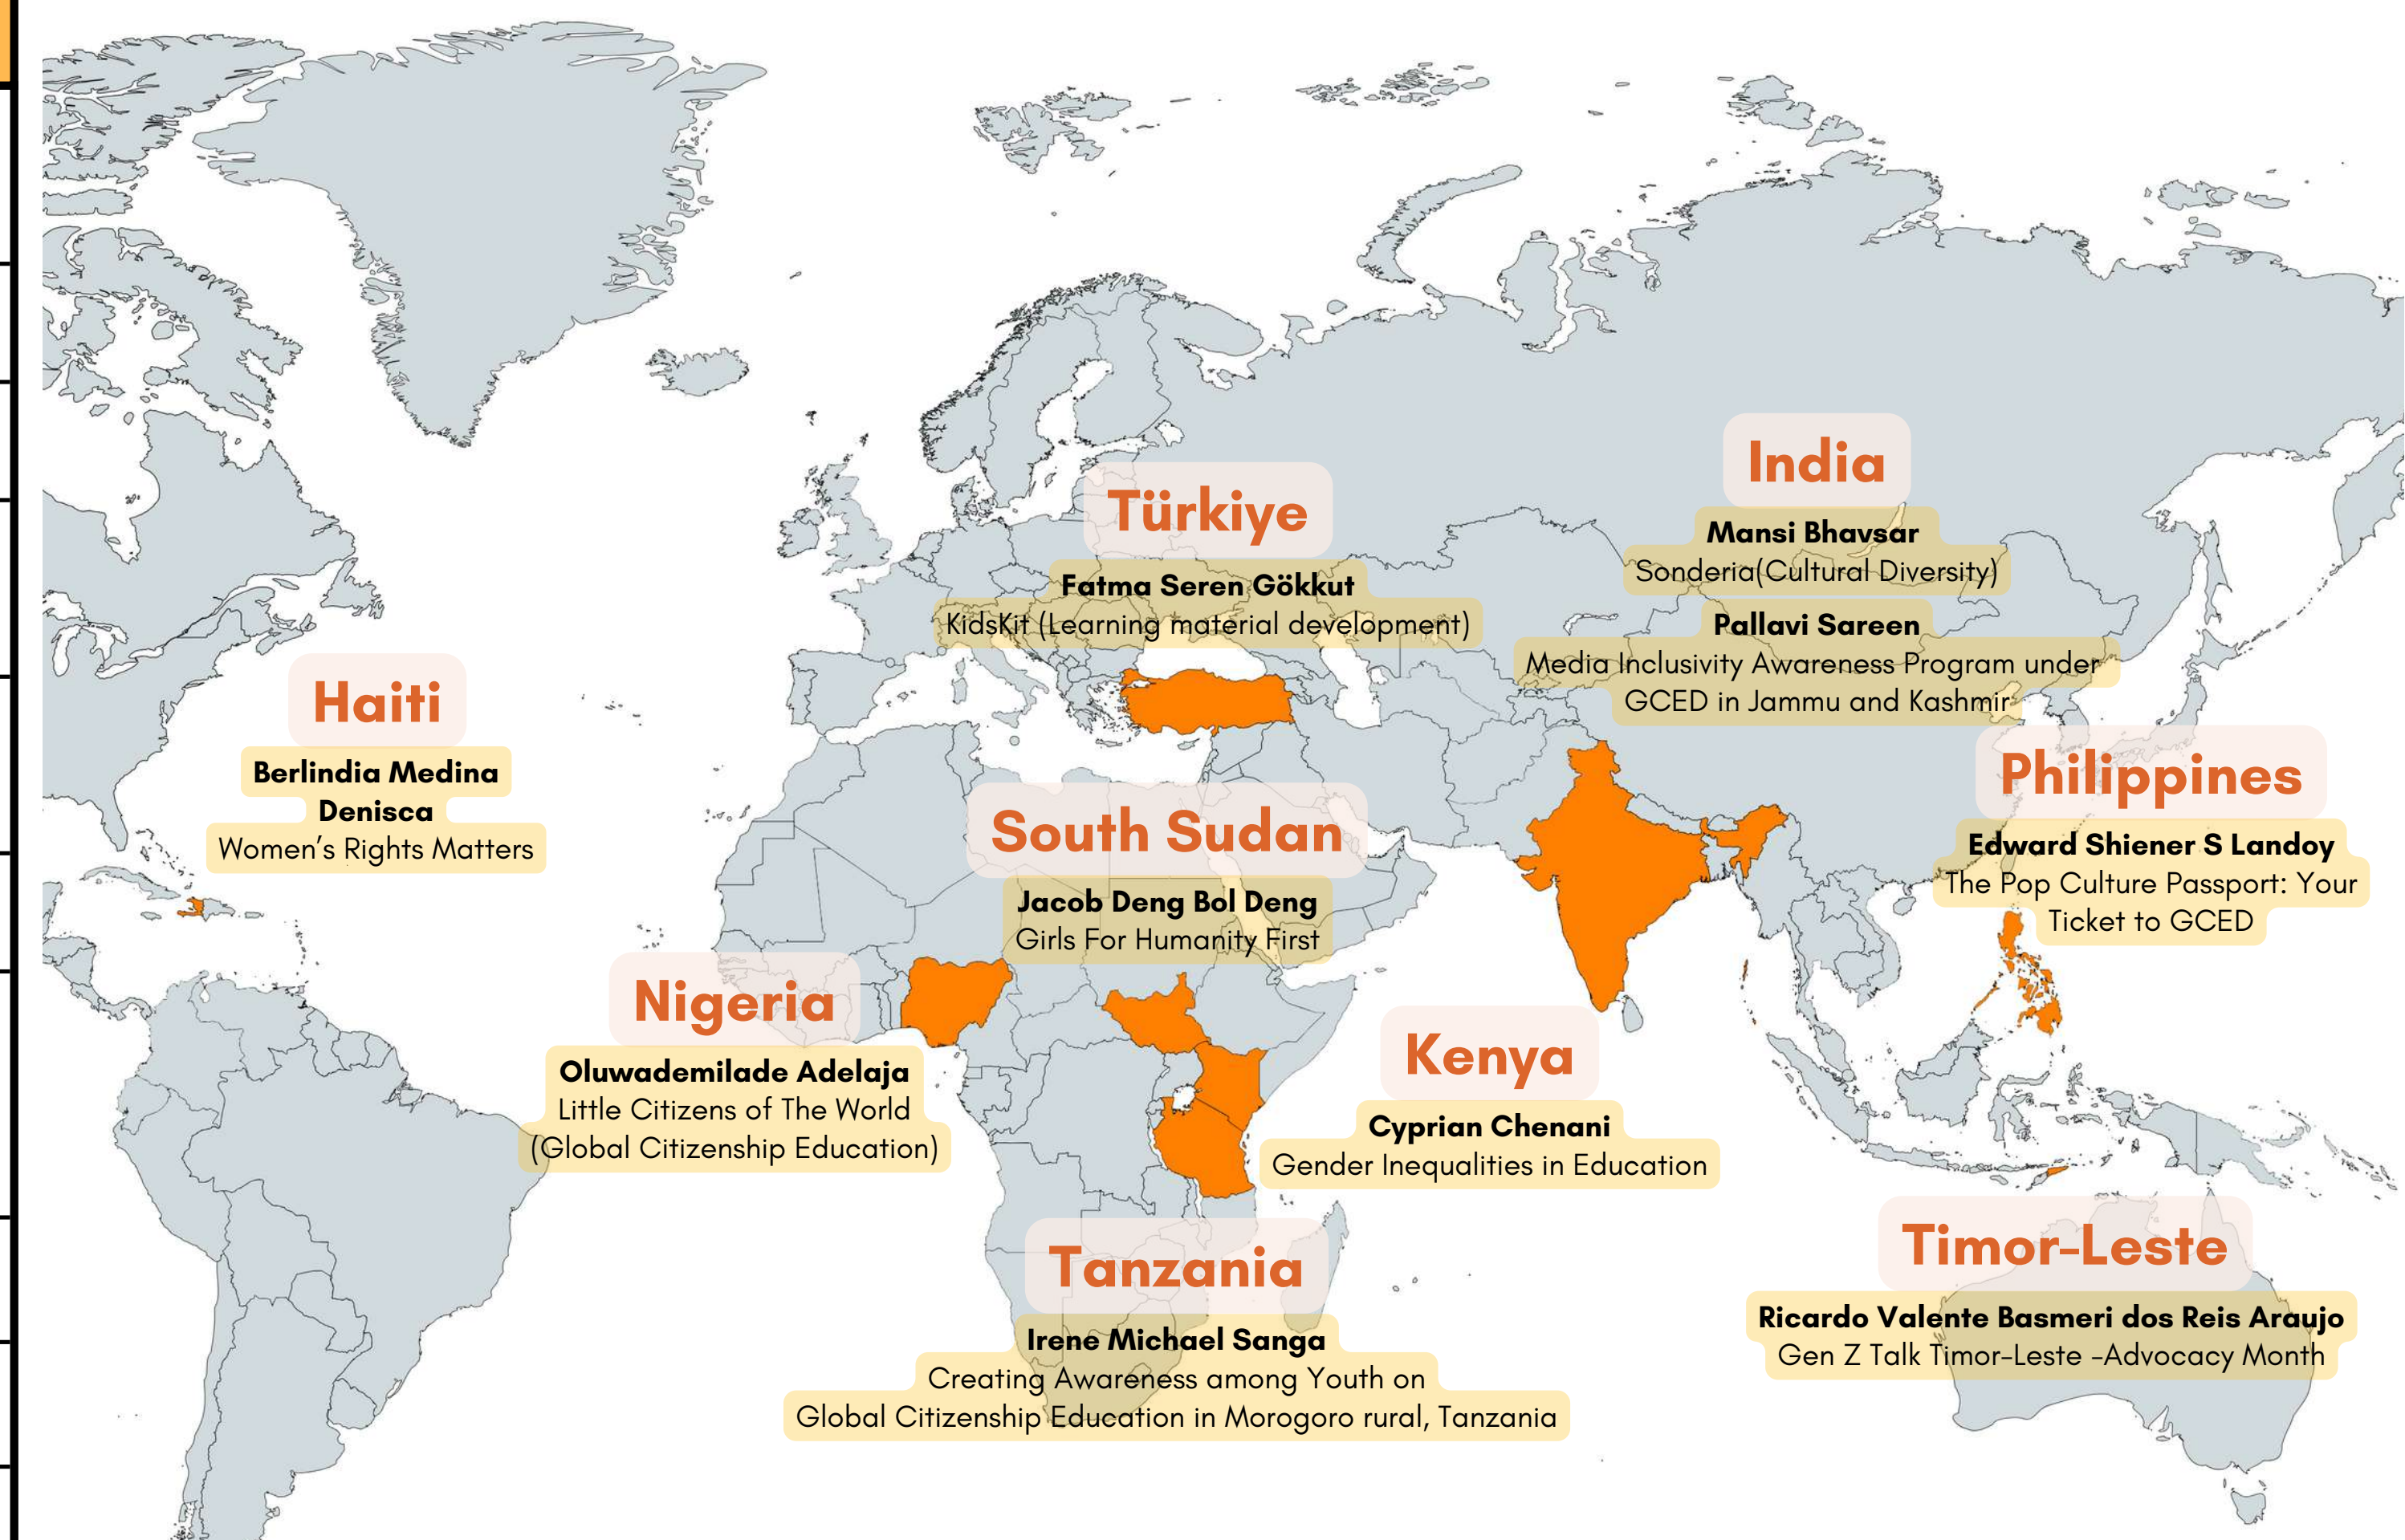 India
Mansi Bhavsar
Sonderia(Cultural Diversity)
Pallavi Sareen
Media Inclusivity Awareness Program under
GCED in Jammu and Kashmir
Türkiye
Fatma Seren Gökkut
KidsKit (Learning material development)
Haiti
Berlindia Medina
Denisca
Women's Rights Matters
South Sudan
Jacob Deng Bol Deng
Girls For Humanity First
Philippines
Edward Shiener S Landoy
The Pop Culture Passport: Your
Ticket to GCED
Nigeria
Oluwademilade Adelaja
Little Citizens of The World
(Global Citizenship Education)
Kenya
Cyprian Chenani
Gender Inequalities in Education
Tanzania
Irene Michael Sanga
Creating Awareness among Youth on
Global Citizenship Education in Morogoro rural, Tanzania
Timor-Leste
Ricardo Valente Basmeri dos Reis Araujo
Gen Z Talk Timor-Leste -Advocacy Month